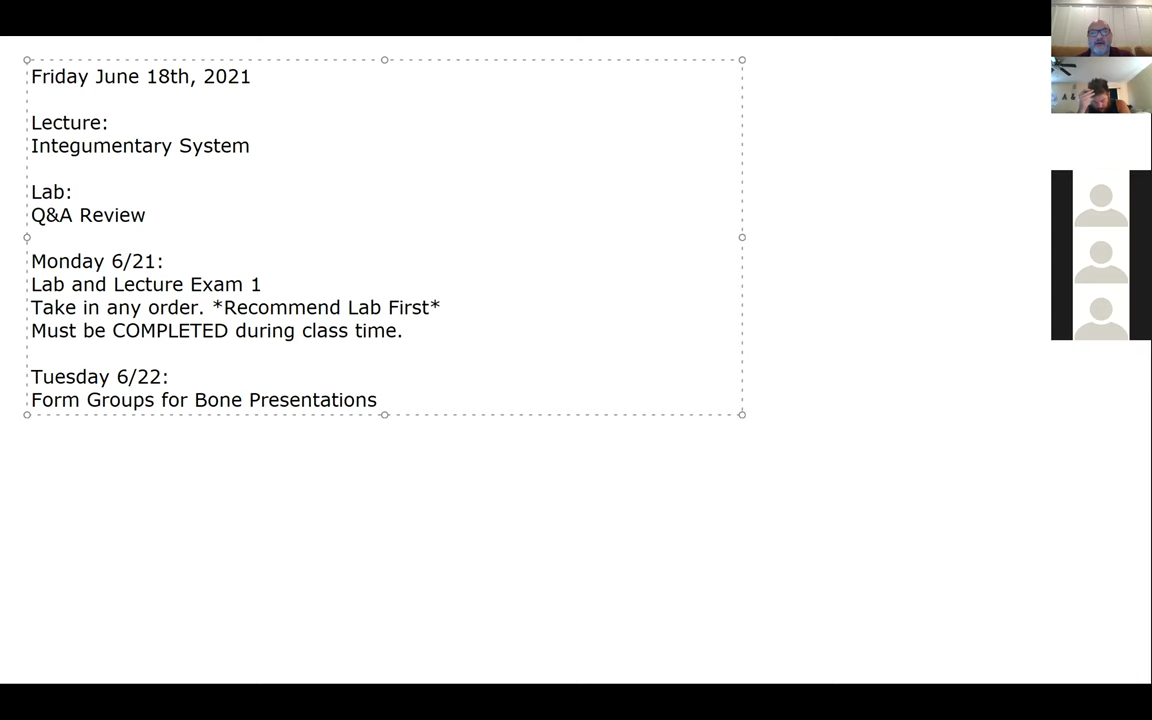 Friday June 18th, 2021
Lecture:
Integumentary System
Lab:
Q&A Review
Monday 6/21:
Lab and Lecture Exam 1
Take in any order. *Recommend Lab First*
Must be COMPLETED during class time.
Tuesday 6/22:
Form Groups for Bone Presentations